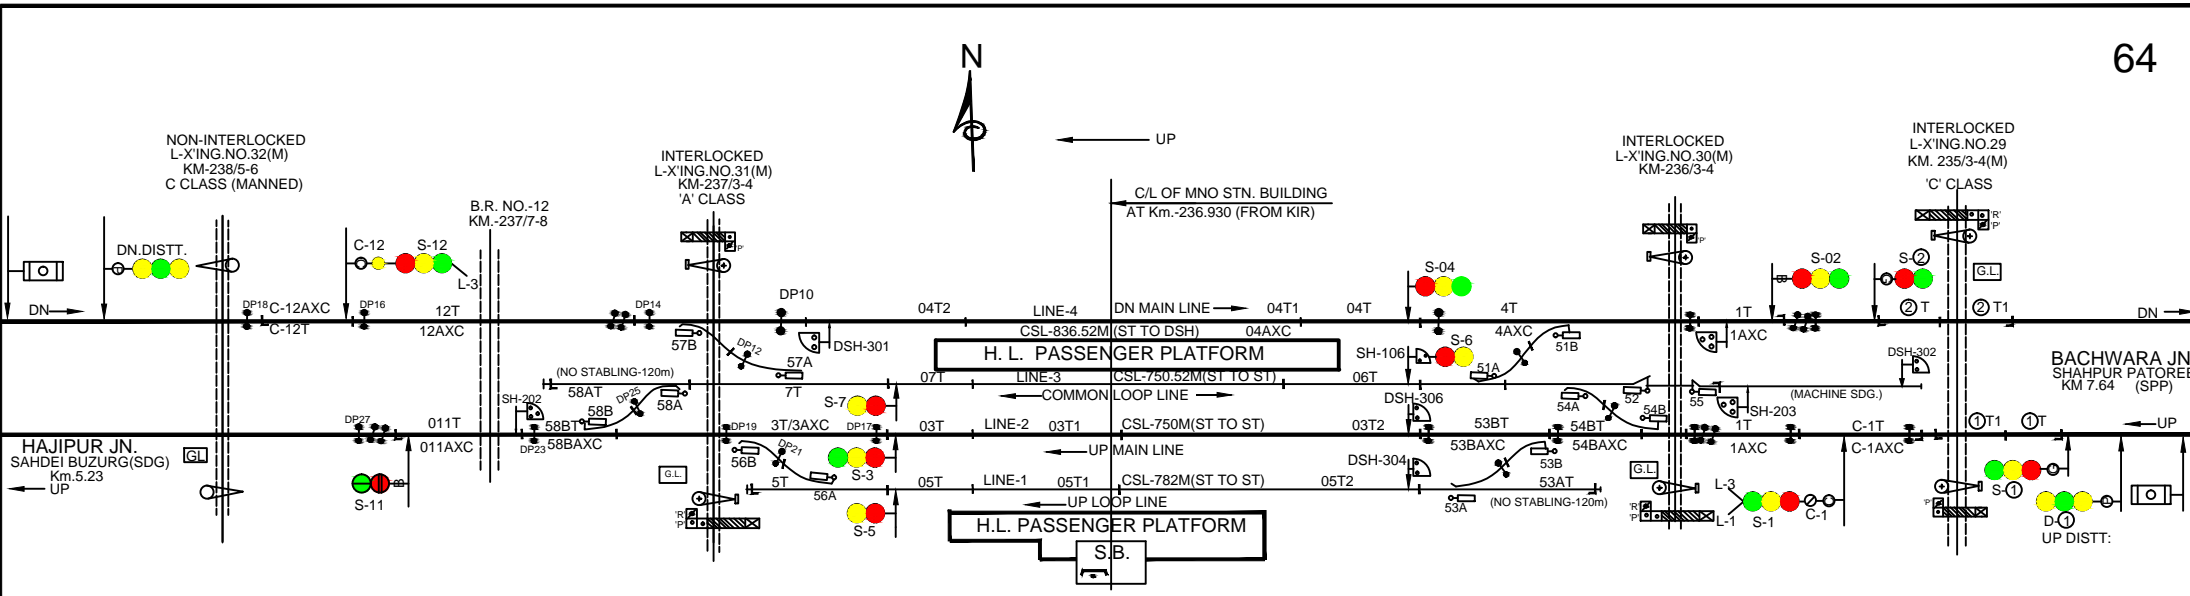 64
N
UP
NON-INTERLOCKED
L-X'ING.NO.32(M)
KM-238/5-6
C CLASS (MANNED)
B.R. NO.-12
KM.-237/7-8
INTERLOCKED
L-X'ING.NO.31(M)
KM-237/3-4
'A' CLASS
C/L OF MNO STN. BUILDING
AT Km.-236.930 (FROM KIR)
INTERLOCKED
L-X'ING.NO.30(M)
KM-236/3-4
INTERLOCKED
L-X'ING.NO.29
KM. 235/3-4(M)
'C' CLASS
'R'
'P'
'P'
'P'
DN.DISTT.
C-12
S-12
L-3
S-04
S-02
S-2
G.L.
DN
DP18
C-12AXC
C-12T
DP16
12T
12AXC
DP14
DP10
04T2
LINE-4
DN MAIN LINE
04T1
04T
4T
1T
2 T
2 T1
DN
CSL-836.52M(ST TO DSH)
04AXC
4AXC
1AXC
57B
DP12
57A
DSH-301
H. L. PASSENGER PLATFORM
SH-106
S-6
51A
51B
DSH-302
BACHWARA JN.
SHAHPUR PATOREE
KM 7.64 (SPP)
(NO STABLING-120m)
58AT
DP25
58A
7T
07T
LINE-3
CSL-750.52M(ST TO ST)
06T
COMMON LOOP LINE
52
55
(MACHINE SDG.)
SH-202
58B
S-7
DSH-306
54A
54B
SH-203
DP27
011T
011AXC
58BT
DP23
58BAXC
DP19
3T/3AXC
DP17
03T
LINE-2
03T1
CSL-750M(ST TO ST)
03T2
53BT
53BAXC
54BT
54BAXC
1T
1AXC
C-1T
C-1AXC
1T1
1T
UP
HAJIPUR JN.
SAHDEI BUZURG(SDG)
Km.5.23
UP
GL
UP MAIN LINE
56B
DP21
56A
S-3
DSH-304
53B
G.L.
G.L.
S-11
5T
05T
LINE-1
05T1
CSL-782M(ST TO ST)
05T2
53A
53AT
(NO STABLING-120m)
UP LOOP LINE
S-5
'R'
'P'
'R'
'P'
L-3
L-1
S-1
C-1
'P'
S-1
D-1
UP DISTT:
H.L. PASSENGER PLATFORM
S.B.